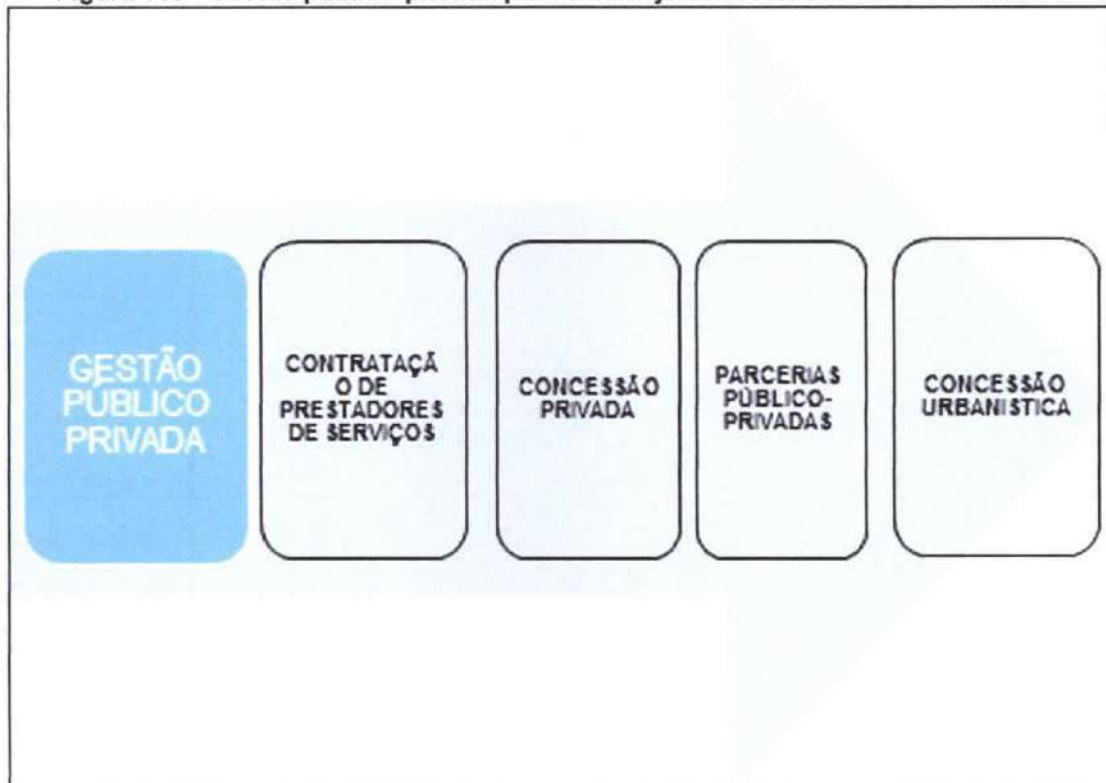 GESTÃO
PÚBLICO
PRIVADA
CONTRATAÇÃ
O DE
PRESTADORES
DE SERVIÇOS
CONCESSÃO
PRIVADA
PARCERIAS
PÚBLICO-
PRIVADAS
CONCESSÃO
URBANISTICA